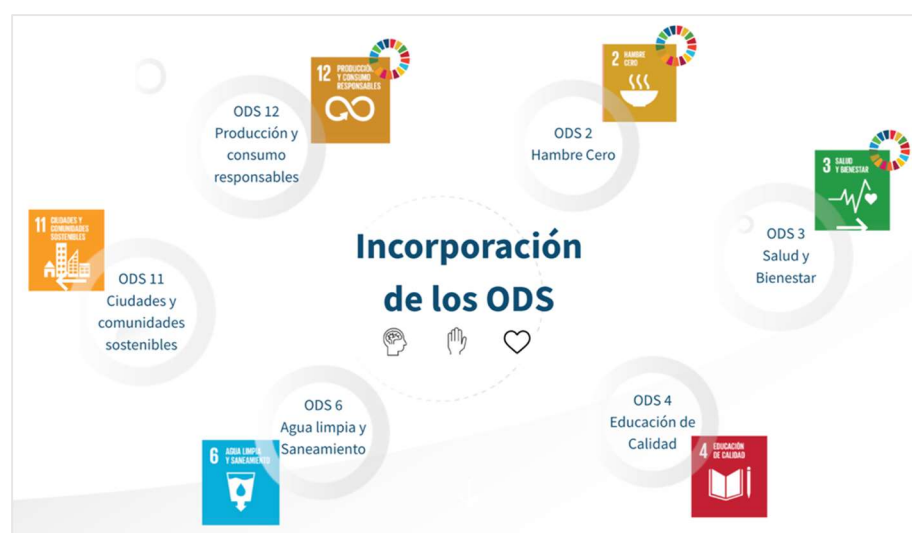 Incorporación
de los ODS
ODS 2
Hambre Cero
2 HAMBRE
CERO
ODS 3
Salud y
Bienestar
3 SALUD
Y BIENESTAR
ODS 4
Educación de
Calidad
4 EDUCACIÓN
DE CALIDAD
ODS 6
Agua limpia y
Saneamiento
6 AGUA LIMPIA
Y SANEAMIENTO
ODS 11
Ciudades y
comunidades
sostenibles
11 CIUDADES Y
COMUNIDADES
SOSTENIBLES
ODS 12
Producción y
consumo
responsables
12 PRODUCCIÓN
Y CONSUMO
RESPONSABLES